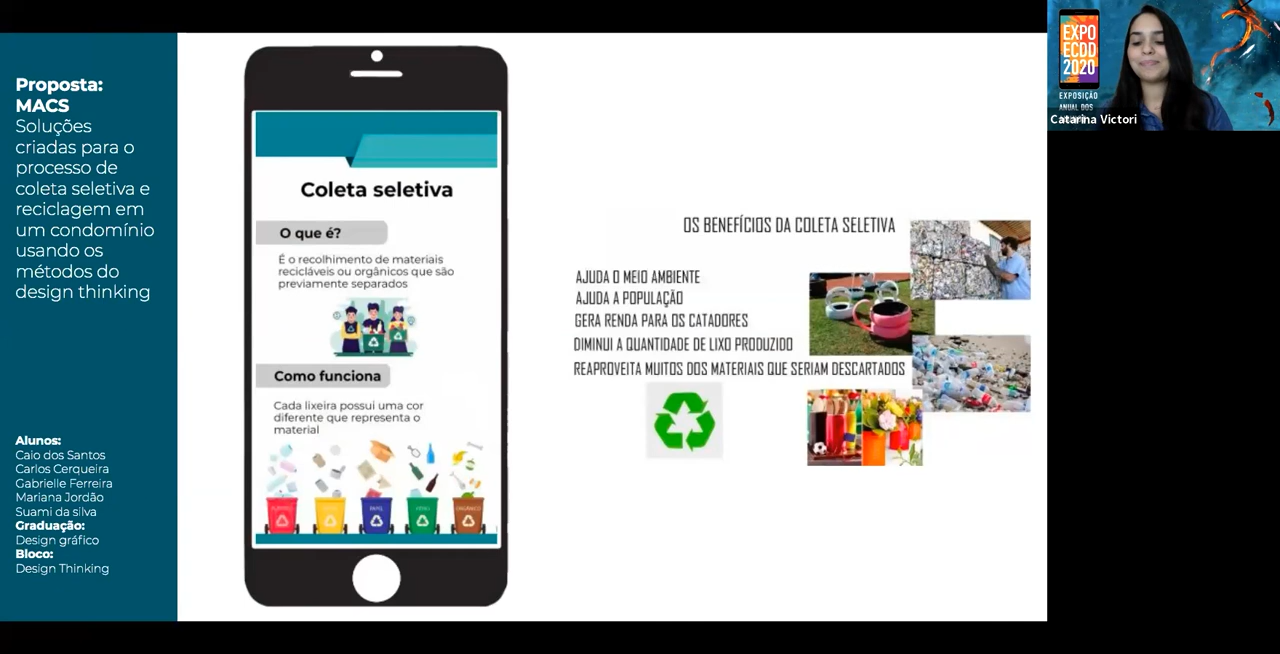 Proposta:
MACS
Soluções
criadas para o
processo de
coleta seletiva e
reciclagem em
um condomínio
usando os
métodos do
design thinking
Alunos:
Caio dos Santos
Carlos Cerqueira
Gabrielle Ferreira
Mariana Jordão
Suami da silva
Graduação:
Design gráfico
Bloco:
Design Thinking
Coleta seletiva
O que é?
É o recolhimento de materiais
recicláveis ou orgânicos que são
previamente separados
Como funciona
Cada lixeira possui uma cor
diferente que representa o
material
PAPEL
ORGÂNICO
OS BENEFÍCIOS DA COLETA SELETIVA
AJUDA O MEIO AMBIENTE
AJUDA A POPULAÇÃO
GERA RENDA PARA OS CATADORES
DIMINUI A QUANTIDADE DE LIXO PRODUZIDO
REAPROVEITA MUITOS DOS MATERIAIS QUE SERIAM DESCARTADOS
EXPO
ECDD
2020
EXPOSIÇÃO
ANUAL DOS
Catarina Victori